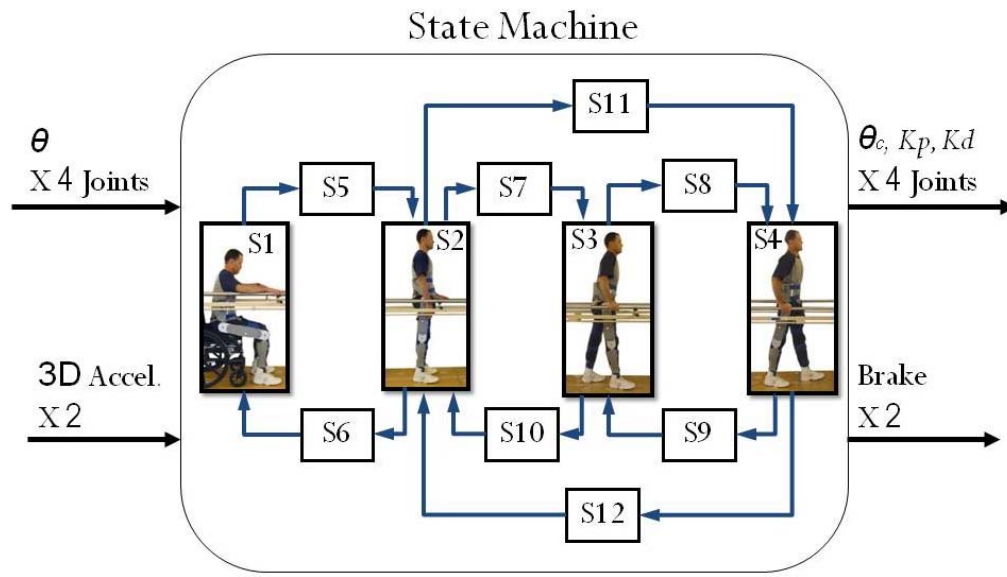 State Machine
S11
θ
X 4 Joints
θc, Kp, Kd
X 4 Joints
S5
S7
S8
S1
S2
S3
S4
3D Accel.
X 2
Brake
X 2
S6
S10
S9
S12